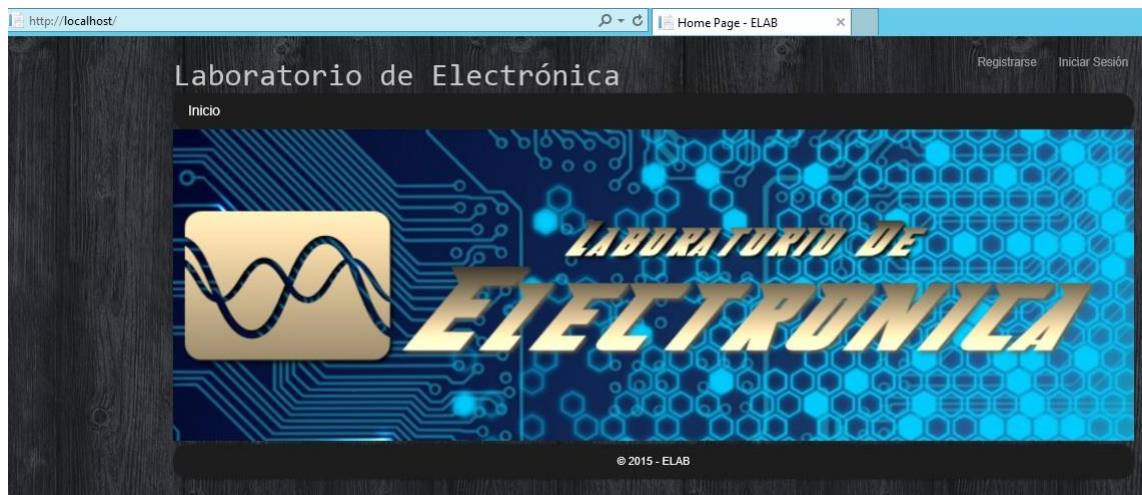 http://localhost/
Home Page - ELAB
Registrarse Iniciar Sesión
Laboratorio de Electrónica
Inicio
LABORATORIO DE
ELECTRONICA
© 2015 - ELAB